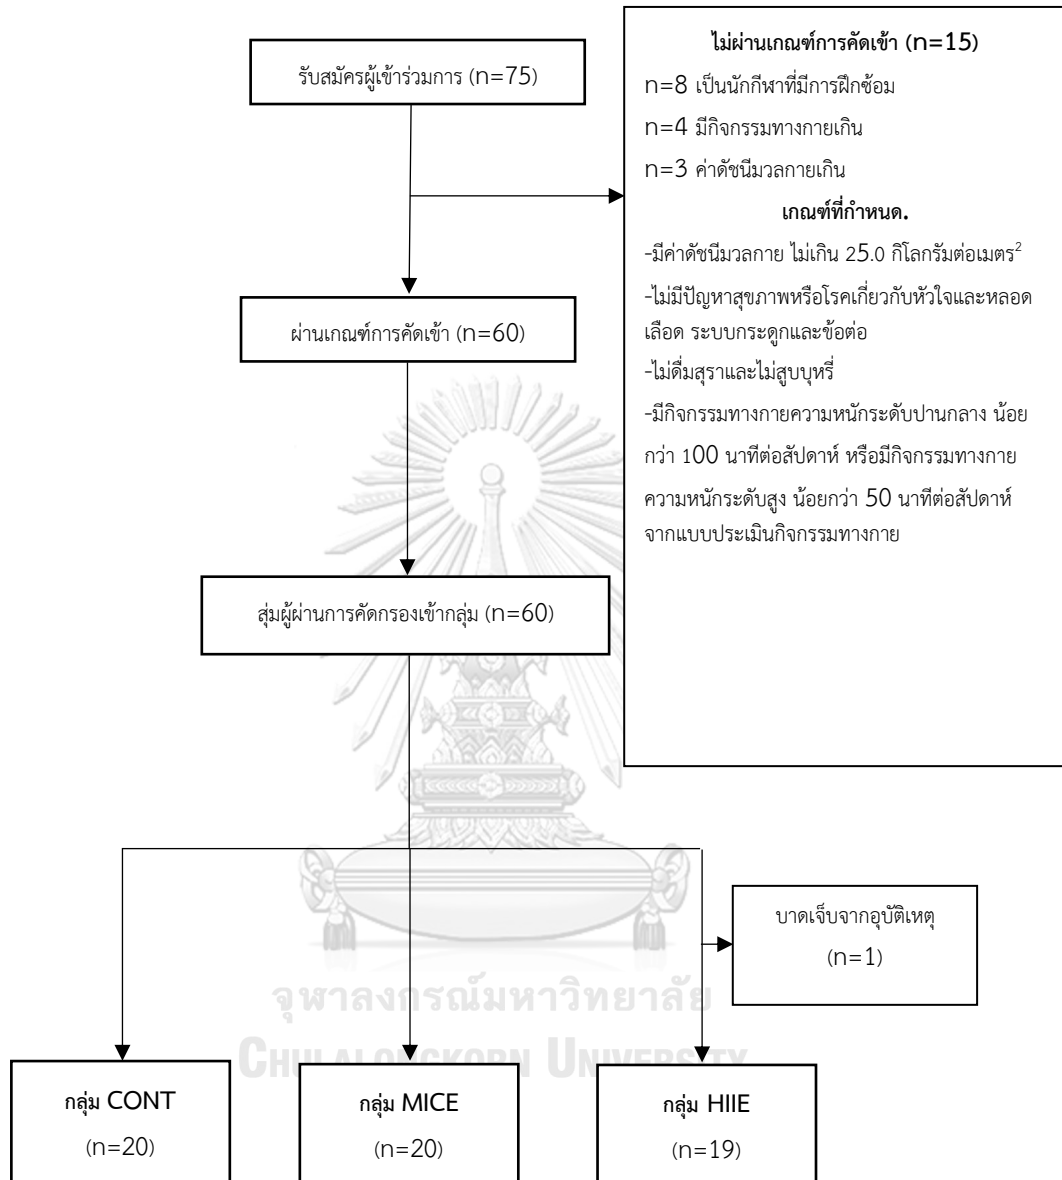 รับสมัครผู้เข้าร่วมการ (n=75)
ไม่ผ่านเกณฑ์การคัดเข้า (n=15)
n=8 เป็นนักกีฬาที่มีการฝึกซ้อม
n=4 มีกิจกรรมทางกายเกิน
n=3 ค่าดัชนีมวลกายเกิน
เกณฑ์ที่กำหนด.
-มีค่าดัชนีมวลกาย ไม่เกิน 25.0 กิโลกรัมต่อเมตร²
-ไม่มีปัญหาสุขภาพหรือโรคเกี่ยวกับหัวใจและหลอด
เลือด ระบบกระดูกและข้อต่อ
-ไม่ดื่มสุราและไม่สูบบุหรี่
-มีกิจกรรมทางกายความหนักระดับปานกลาง น้อย
กว่า 100 นาทีต่อสัปดาห์ หรือมีกิจกรรมทางกาย
ความหนักระดับสูง น้อยกว่า 50 นาทีต่อสัปดาห์
จากแบบประเมินกิจกรรมทางกาย
ผ่านเกณฑ์การคัดเข้า (n=60)
สุ่มผู้ผ่านการคัดกรองเข้ากลุ่ม (n=60)
บาดเจ็บจากอุบัติเหตุ
(n=1)
จุฬาลงกรณ์มหาวิทยาลัย
CHULALONGKORN UNIVERSITY
กลุ่ม CONT
(n=20)
กลุ่ม MICE
(n=20)
กลุ่ม HIIE
(n=19)